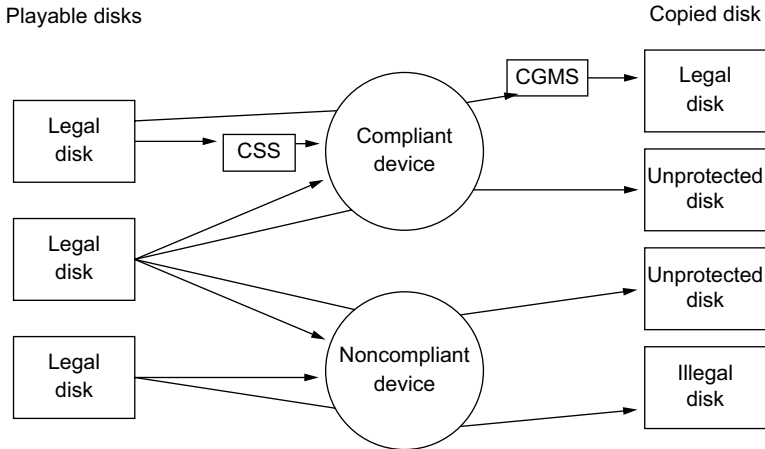 Playable disks
Copied disk
Legal
disk
CSS
Compliant
device
CGMS
Legal
disk
Unprotected
disk
Legal
disk
Unprotected
disk
Legal
disk
Noncompliant
device
Illegal
disk